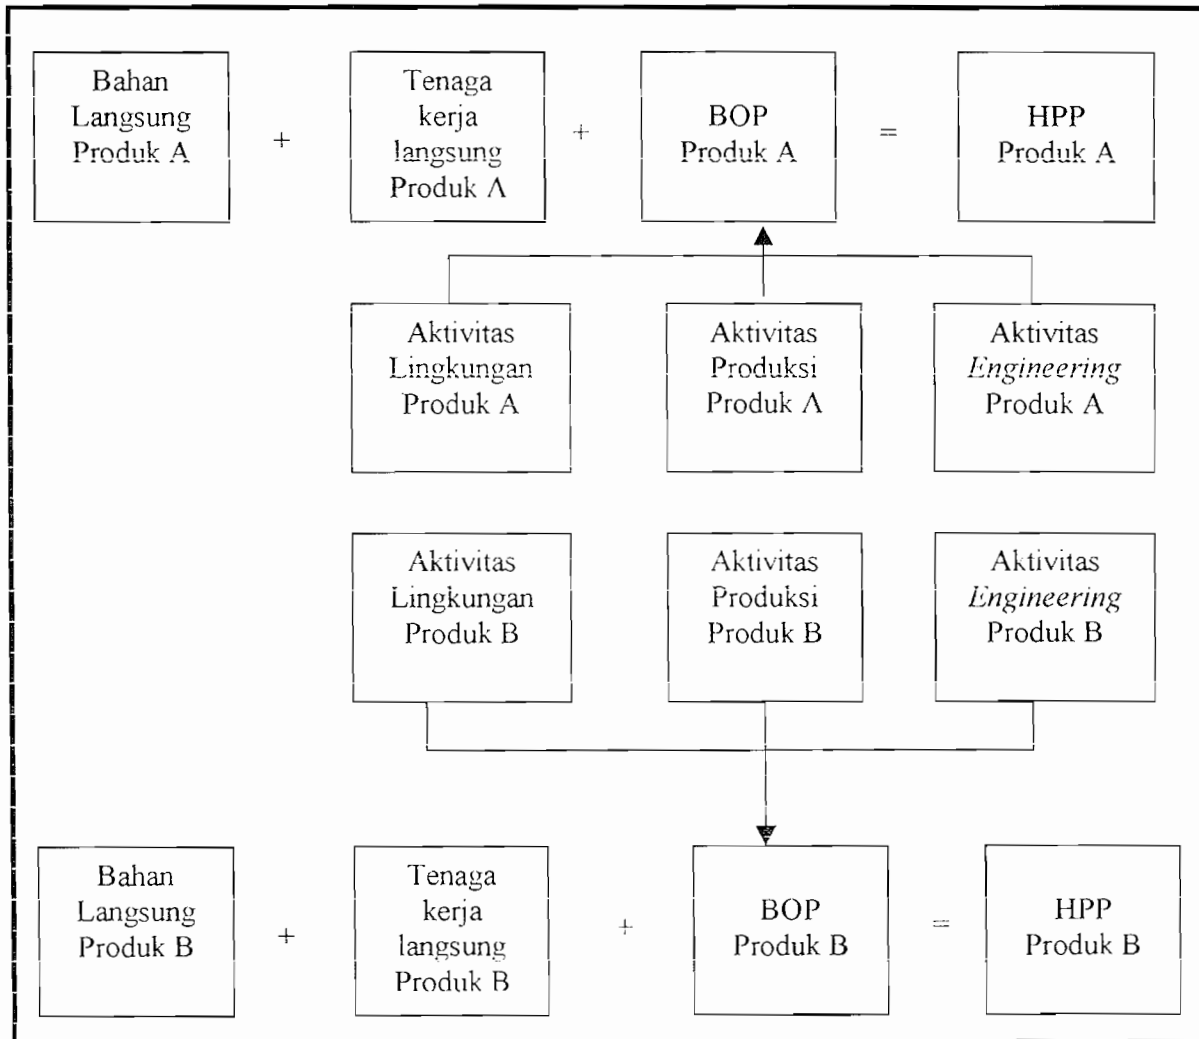 Bahan
Langsung
Produk A
+
Tenaga
kerja
langsung
Produk A
+
BOP
Produk A
=
HPP
Produk A
Aktivitas
Lingkungan
Produk A
Aktivitas
Produksi
Produk A
Aktivitas
Engineering
Produk A
Aktivitas
Lingkungan
Produk B
Aktivitas
Produksi
Produk B
Aktivitas
Engineering
Produk B
Bahan
Langsung
Produk B
+
Tenaga
kerja
langsung
Produk B
+
BOP
Produk B
=
HPP
Produk B